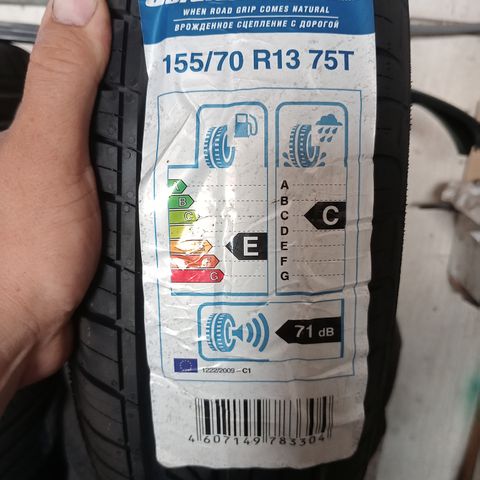 WHEN ROAD GRIP COMES NATURAL
ВРОЖДЕННОЕ СЦЕПЛЕНИЕ С ДОРОГОЙ
155/70 R13 75T
A
B
C
E
F
G
E
A
B
C
D
E
F
G
C
71 dB
1222/2009 - C1
4 607149 783304